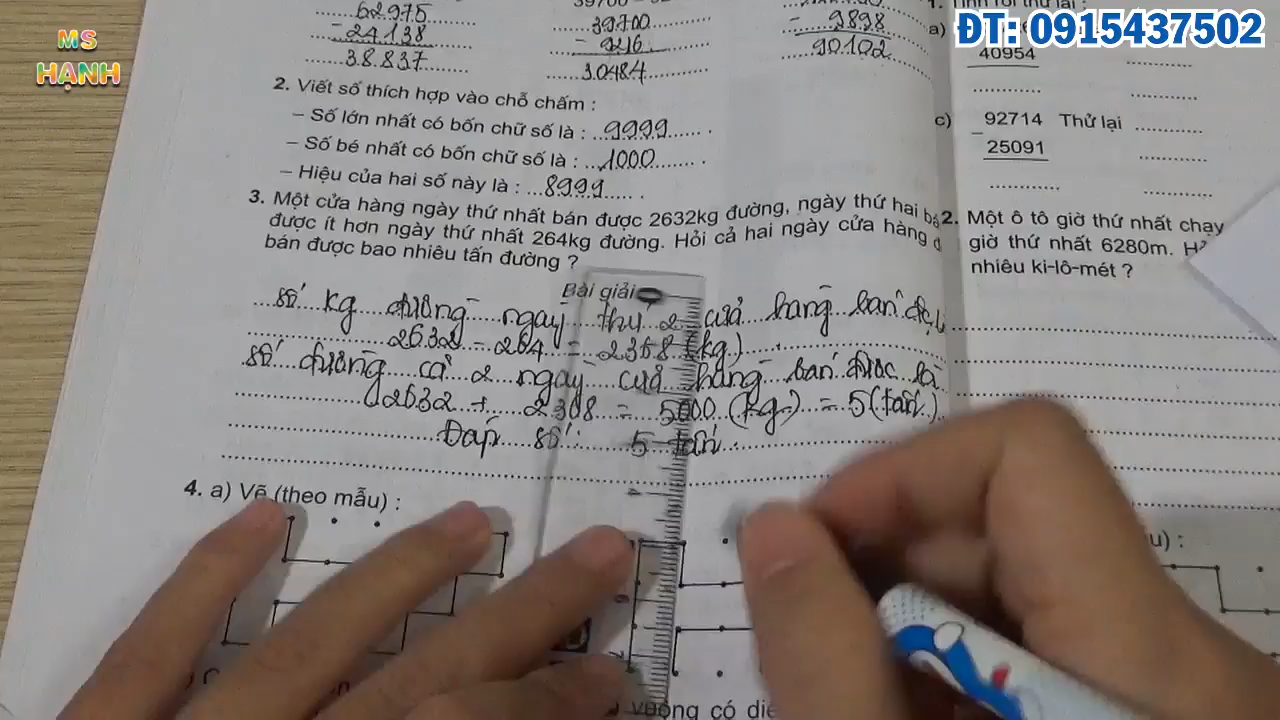 MS
HẠNH
ĐT: 0915437502
62975
- 24138
38837
39700
- 9216
30484
- 9898
90102
2. Viết số thích hợp vào chỗ chấm :
– Số lớn nhất có bốn chữ số là : 9999
– Số bé nhất có bốn chữ số là : 1000
– Hiệu của hai số này là : 8999
3. Một cửa hàng ngày thứ nhất bán được 2632kg đường, ngày thứ hai
được ít hơn ngày thứ nhất 264kg đường. Hỏi cả hai ngày cửa hàng
bán được bao nhiêu tấn đường ?
Bài giải
số kg đường ngày thứ 2 cửa hàng bán
2632 - 264 = 2368 (kg)
số đường cả 2 ngày cửa hàng bán được là
2632 + 2368 = 5000 (kg) = 5 (tấn)
Đáp số: 5 tấn
4. a) Vẽ (theo mẫu) :
vuông có
1.
a)
40954
c) 92714 Thử lại
- 25091
2. Một ô tô giờ thứ nhất chạy
giờ thứ nhất 6280m.
nhiêu ki-lô-mét ?